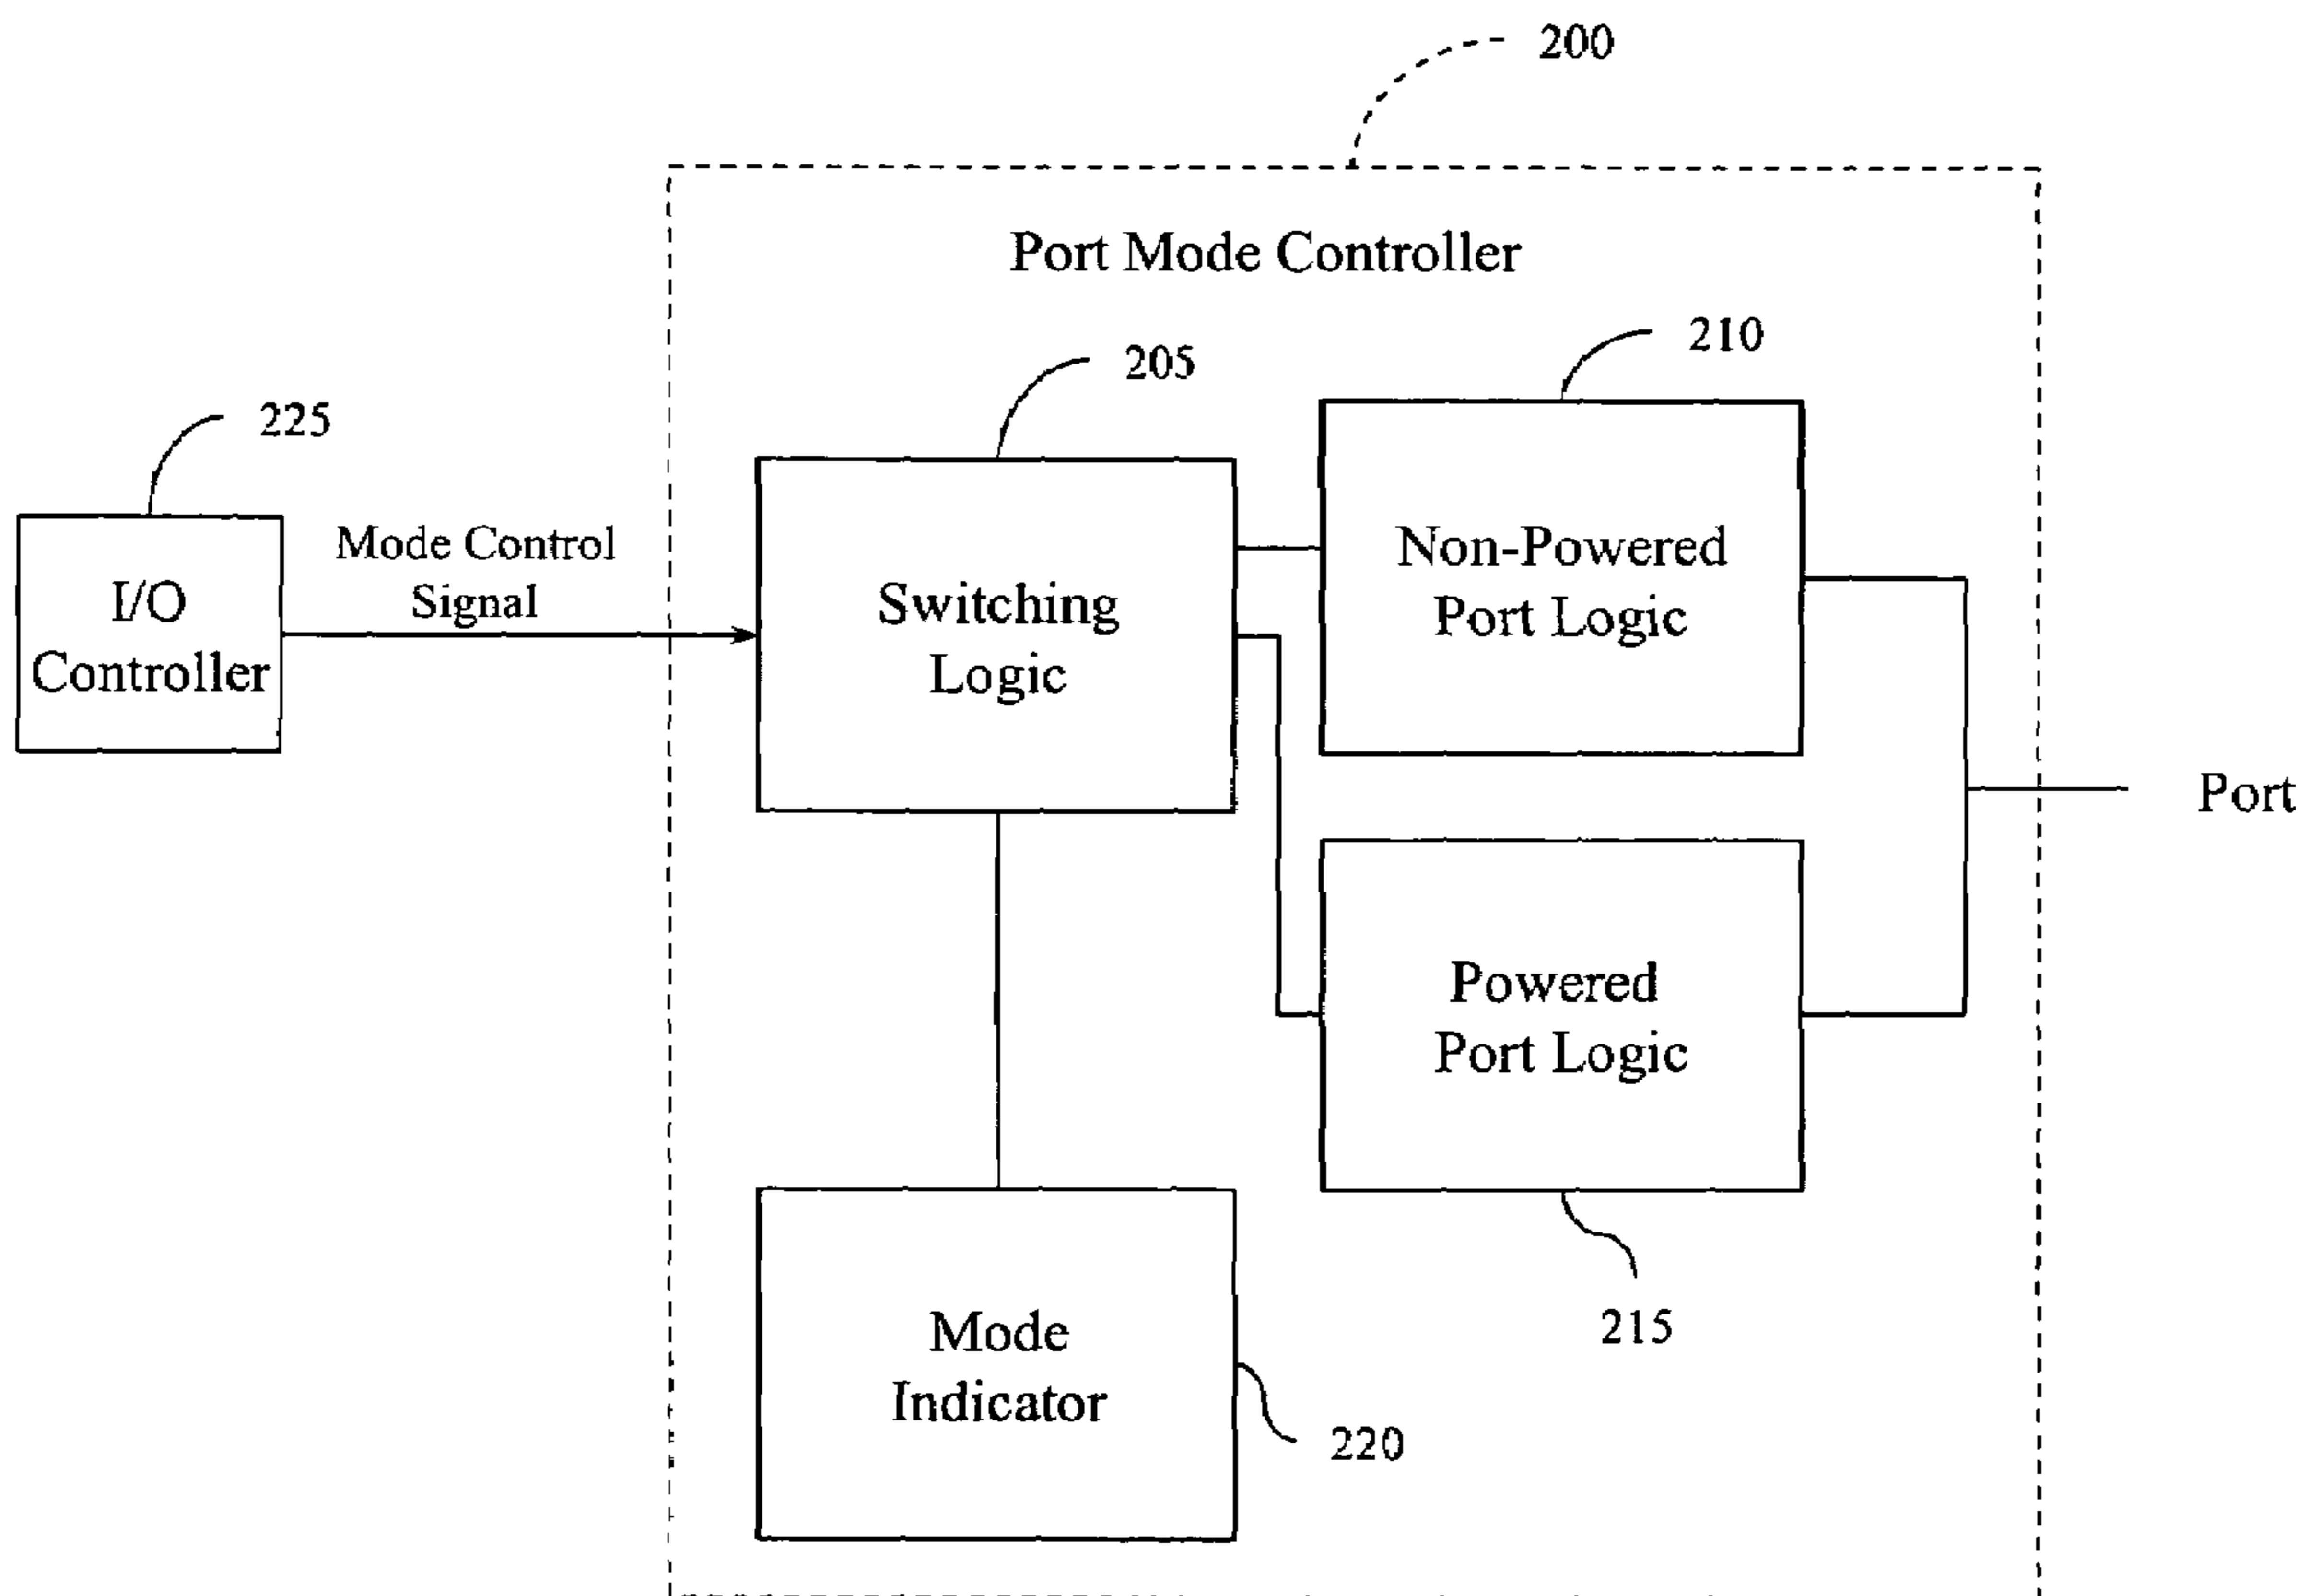 200
Port Mode Controller
210
205
225
Mode Control
Signal
I/O
Controller
Switching
Logic
Non-Powered
Port Logic
Port
Powered
Port Logic
215
Mode
Indicator
220